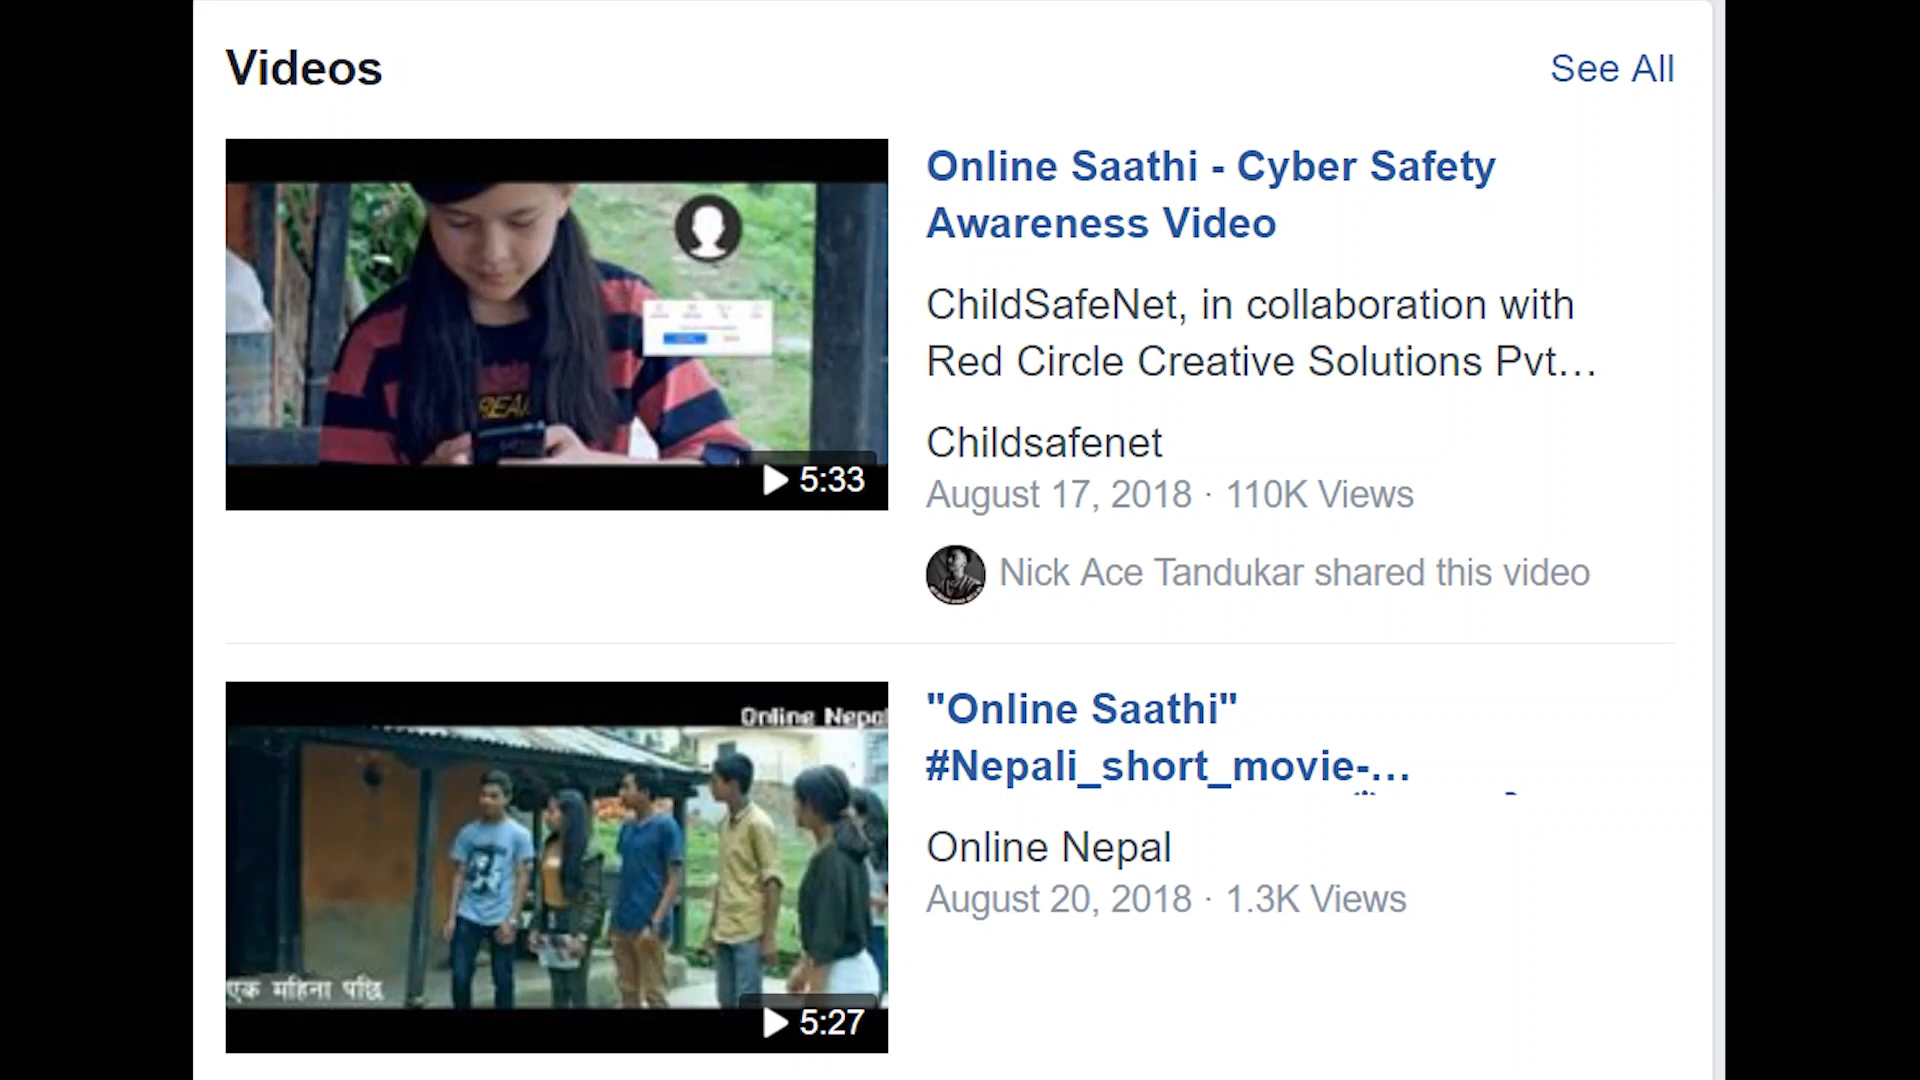 Videos
See All
Online Saathi - Cyber Safety
Awareness Video
ChildSafeNet, in collaboration with
Red Circle Creative Solutions Pvt...
Childsafenet
August 17, 2018 · 110K Views
Nick Ace Tandukar shared this video
5:33
"Online Saathi"
#Nepali_short_movie-...
Online Nepal
August 20, 2018 · 1.3K Views
Online Nepal
एक महिना पछि
5:27